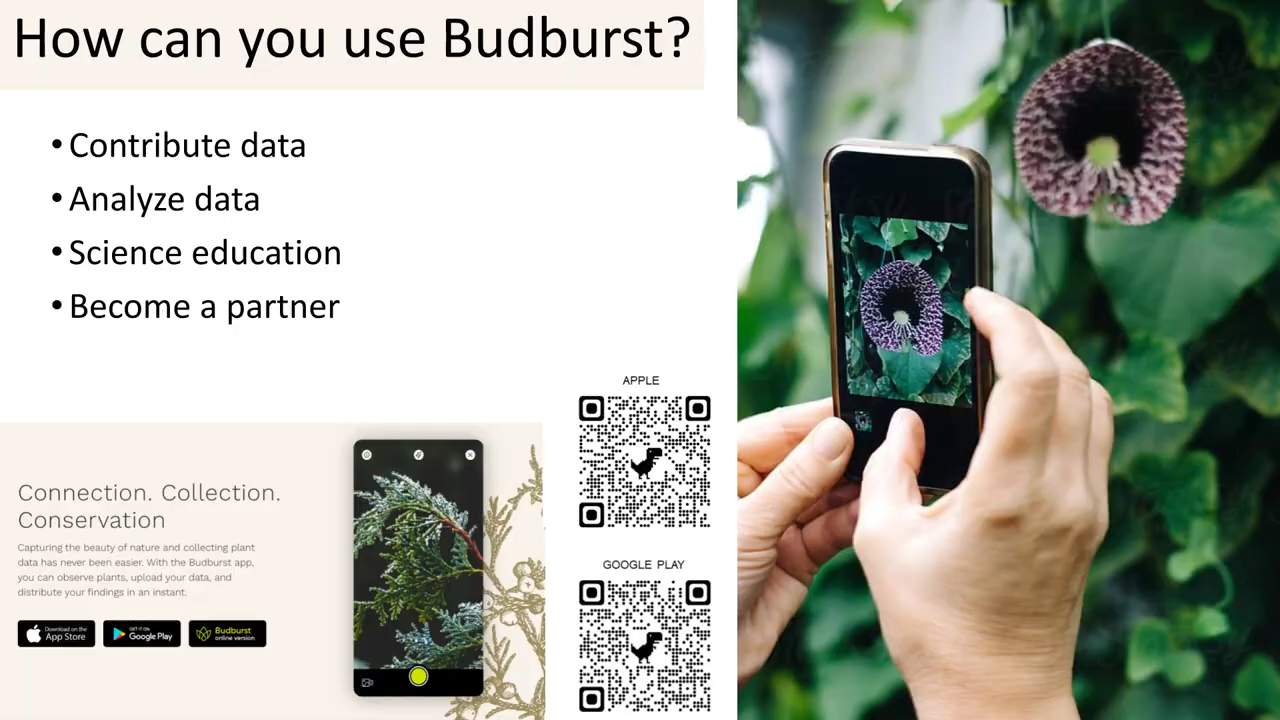 How can you use Budburst?
• Contribute data
• Analyze data
• Science education
• Become a partner
APPLE
GOOGLE PLAY
Connection. Collection.
Conservation
Capturing the beauty of nature and collecting plant
data has never been easier. With the Budburst app,
you can observe plants, upload your data, and
distribute your findings in an instant.
Download on the
App Store
GET IT ON
Google Play
Budburst
online version